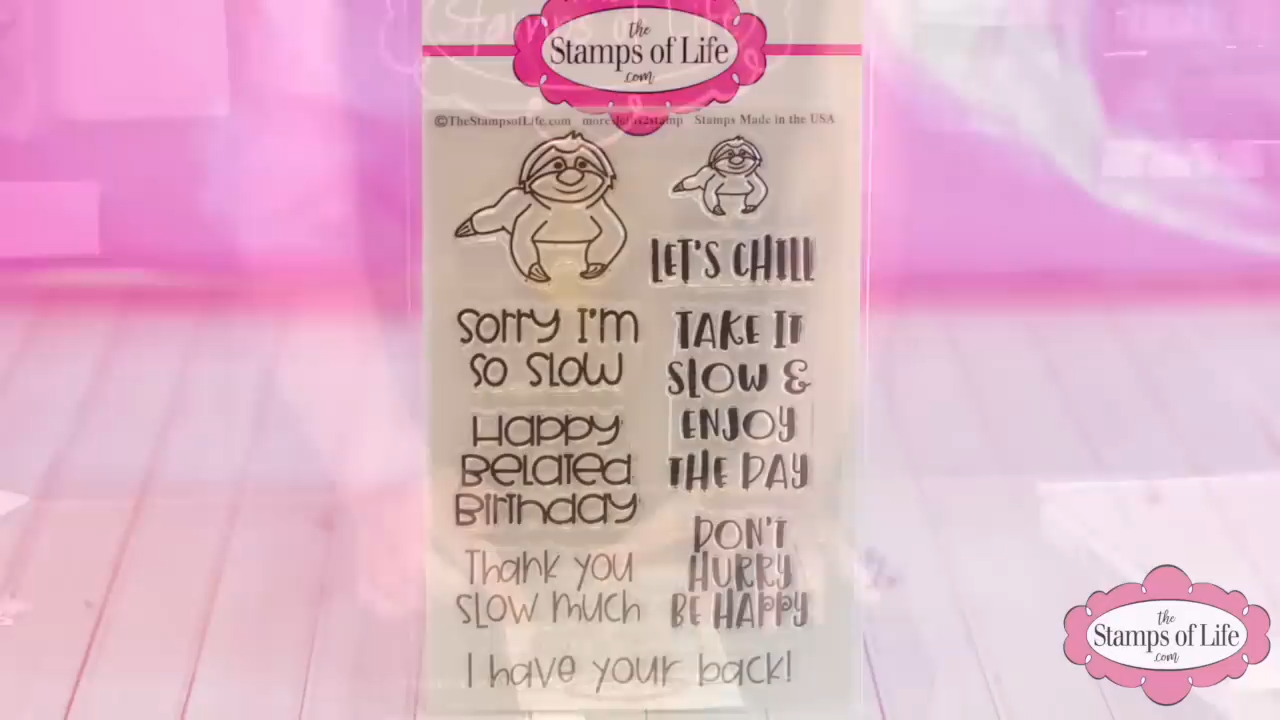 the
Stamps of Life
.com
©TheStampsofLife.com Stamps Made in the USA
LET'S CHILL
Sorry I'm
so slow
TAKE IT
SLOW &
ENJOY
THE DAY
Happy
Belated
Birthday
DON'T
HURRY
BE HAPPY
Thank you
slow much
I have your back!
the
Stamps of Life
.com